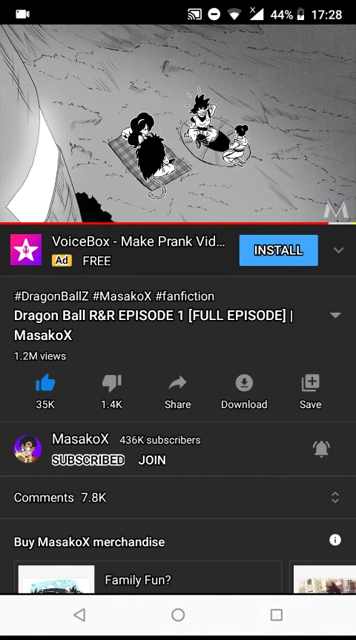 44% 17:28
M
VoiceBox - Make Prank Vid...
Ad FREE
INSTALL
#DragonBallZ #MasakoX #fanfiction
Dragon Ball R&R EPISODE 1 [FULL EPISODE] |
MasakoX
1.2M views
35K 1.4K Share Download Save
MasakoX 436K subscribers
SUBSCRIBED JOIN
Comments 7.8K
Buy MasakoX merchandise
Family Fun?